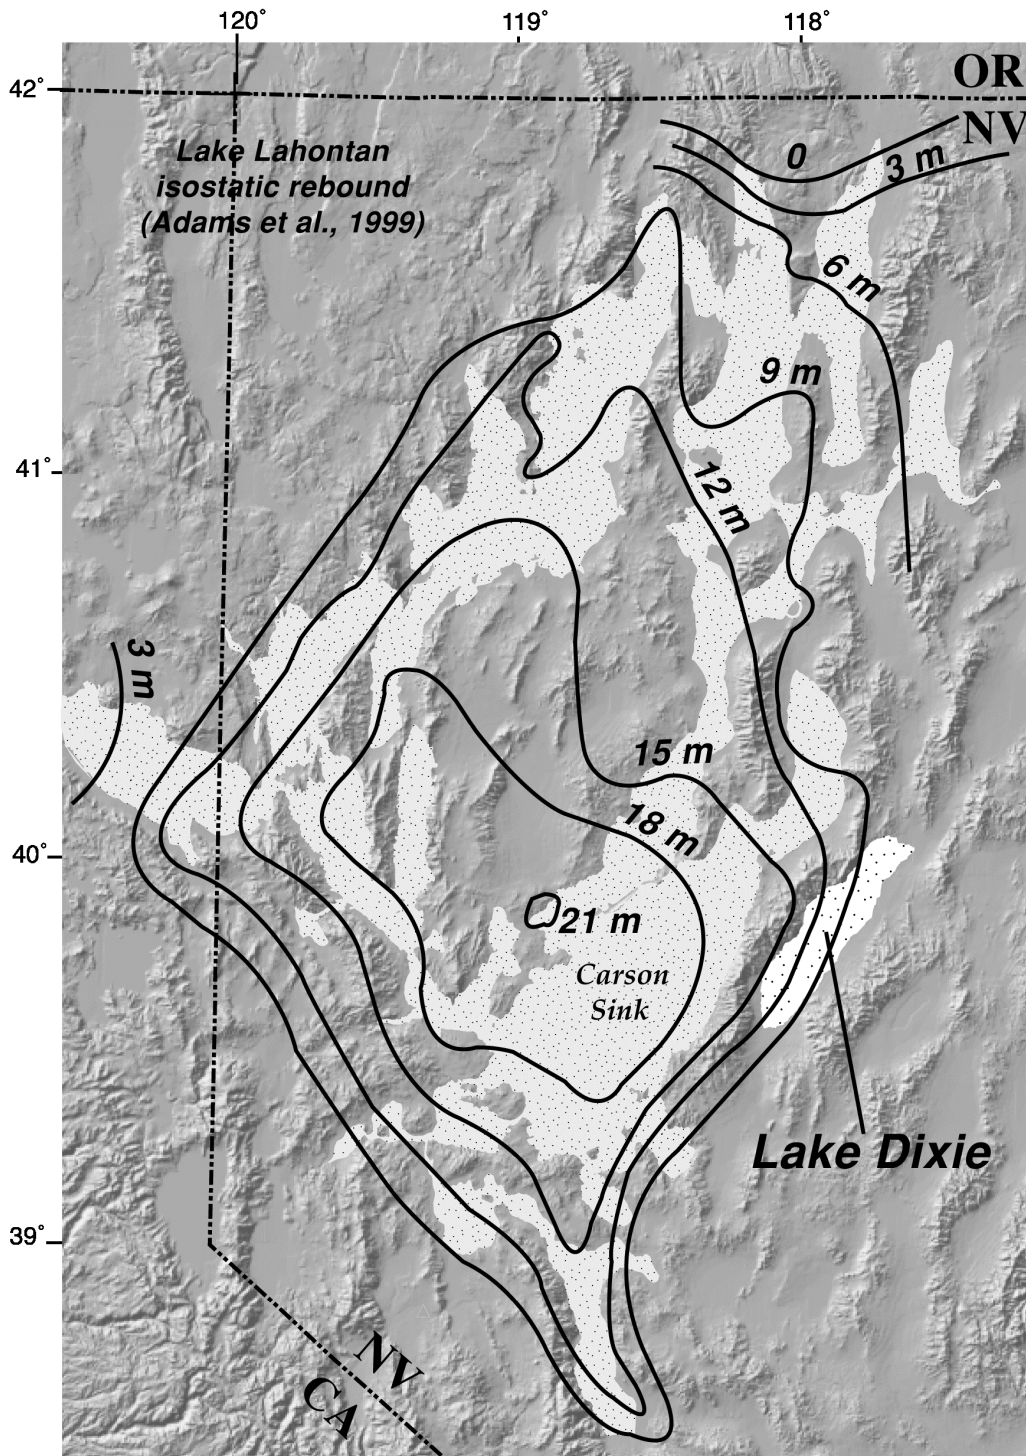 120°
119°
118°
42°
OR
NV
Lake Lahontan
isostatic rebound
(Adams et al., 1999)
0
3 m
6 m
9 m
41°
12 m
3 m
15 m
18 m
40°
21 m
Carson
Sink
Lake Dixie
39°
NV
CA